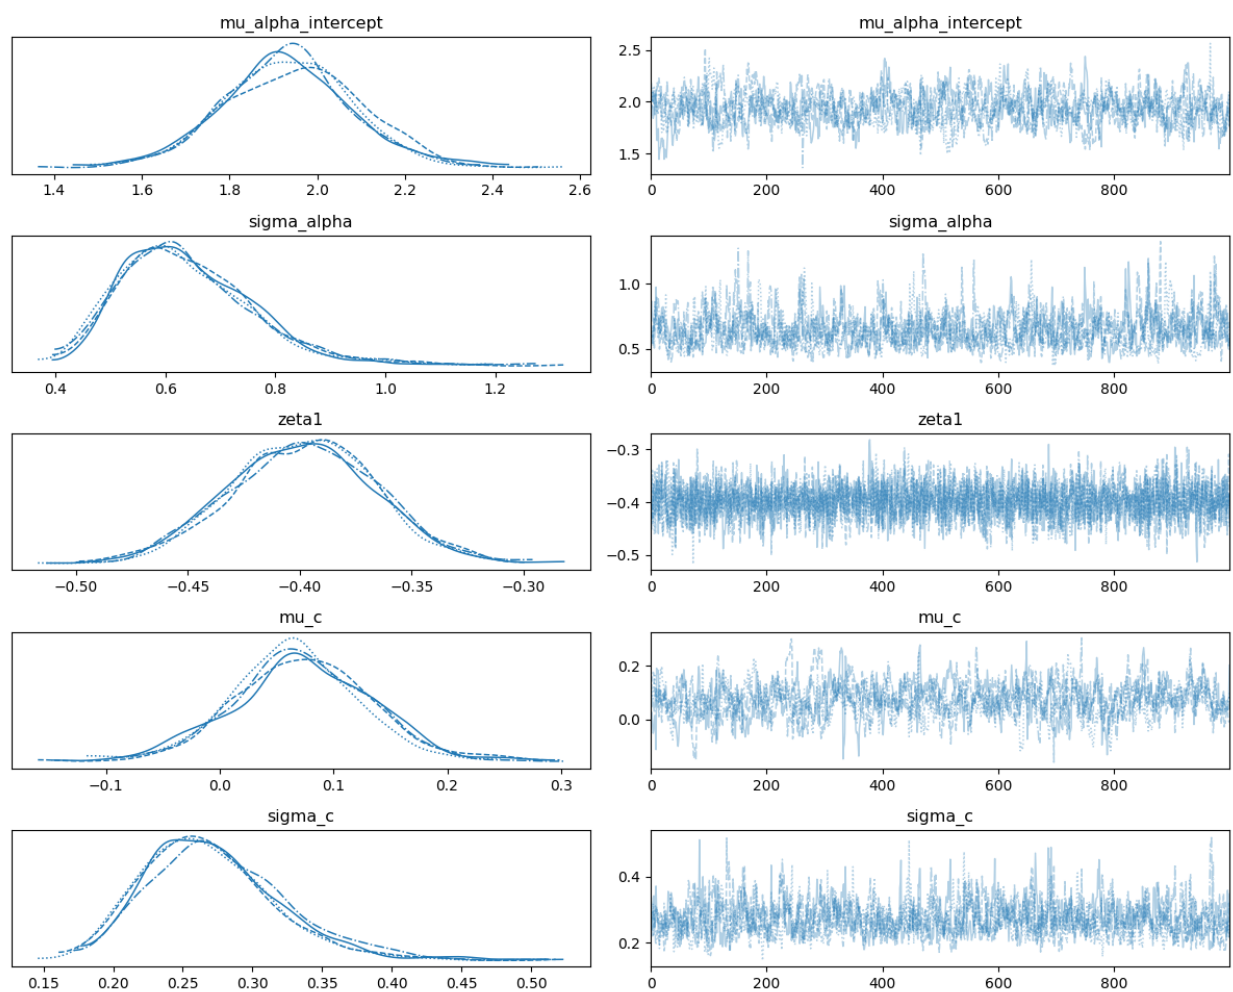 mu_alpha_intercept
1.4 1.6 1.8 2.0 2.2 2.4 2.6
mu_alpha_intercept
2.5
2.0
1.5
0 200 400 600 800
sigma_alpha
0.4 0.6 0.8 1.0 1.2
sigma_alpha
1.0
0.5
0 200 400 600 800
zeta1
−0.50 −0.45 −0.40 −0.35 −0.30
zeta1
−0.3
−0.4
−0.5
0 200 400 600 800
mu_c
−0.1 0.0 0.1 0.2 0.3
mu_c
0.2
0.0
0 200 400 600 800
sigma_c
0.15 0.20 0.25 0.30 0.35 0.40 0.45 0.50
sigma_c
0.4
0.2
0 200 400 600 800